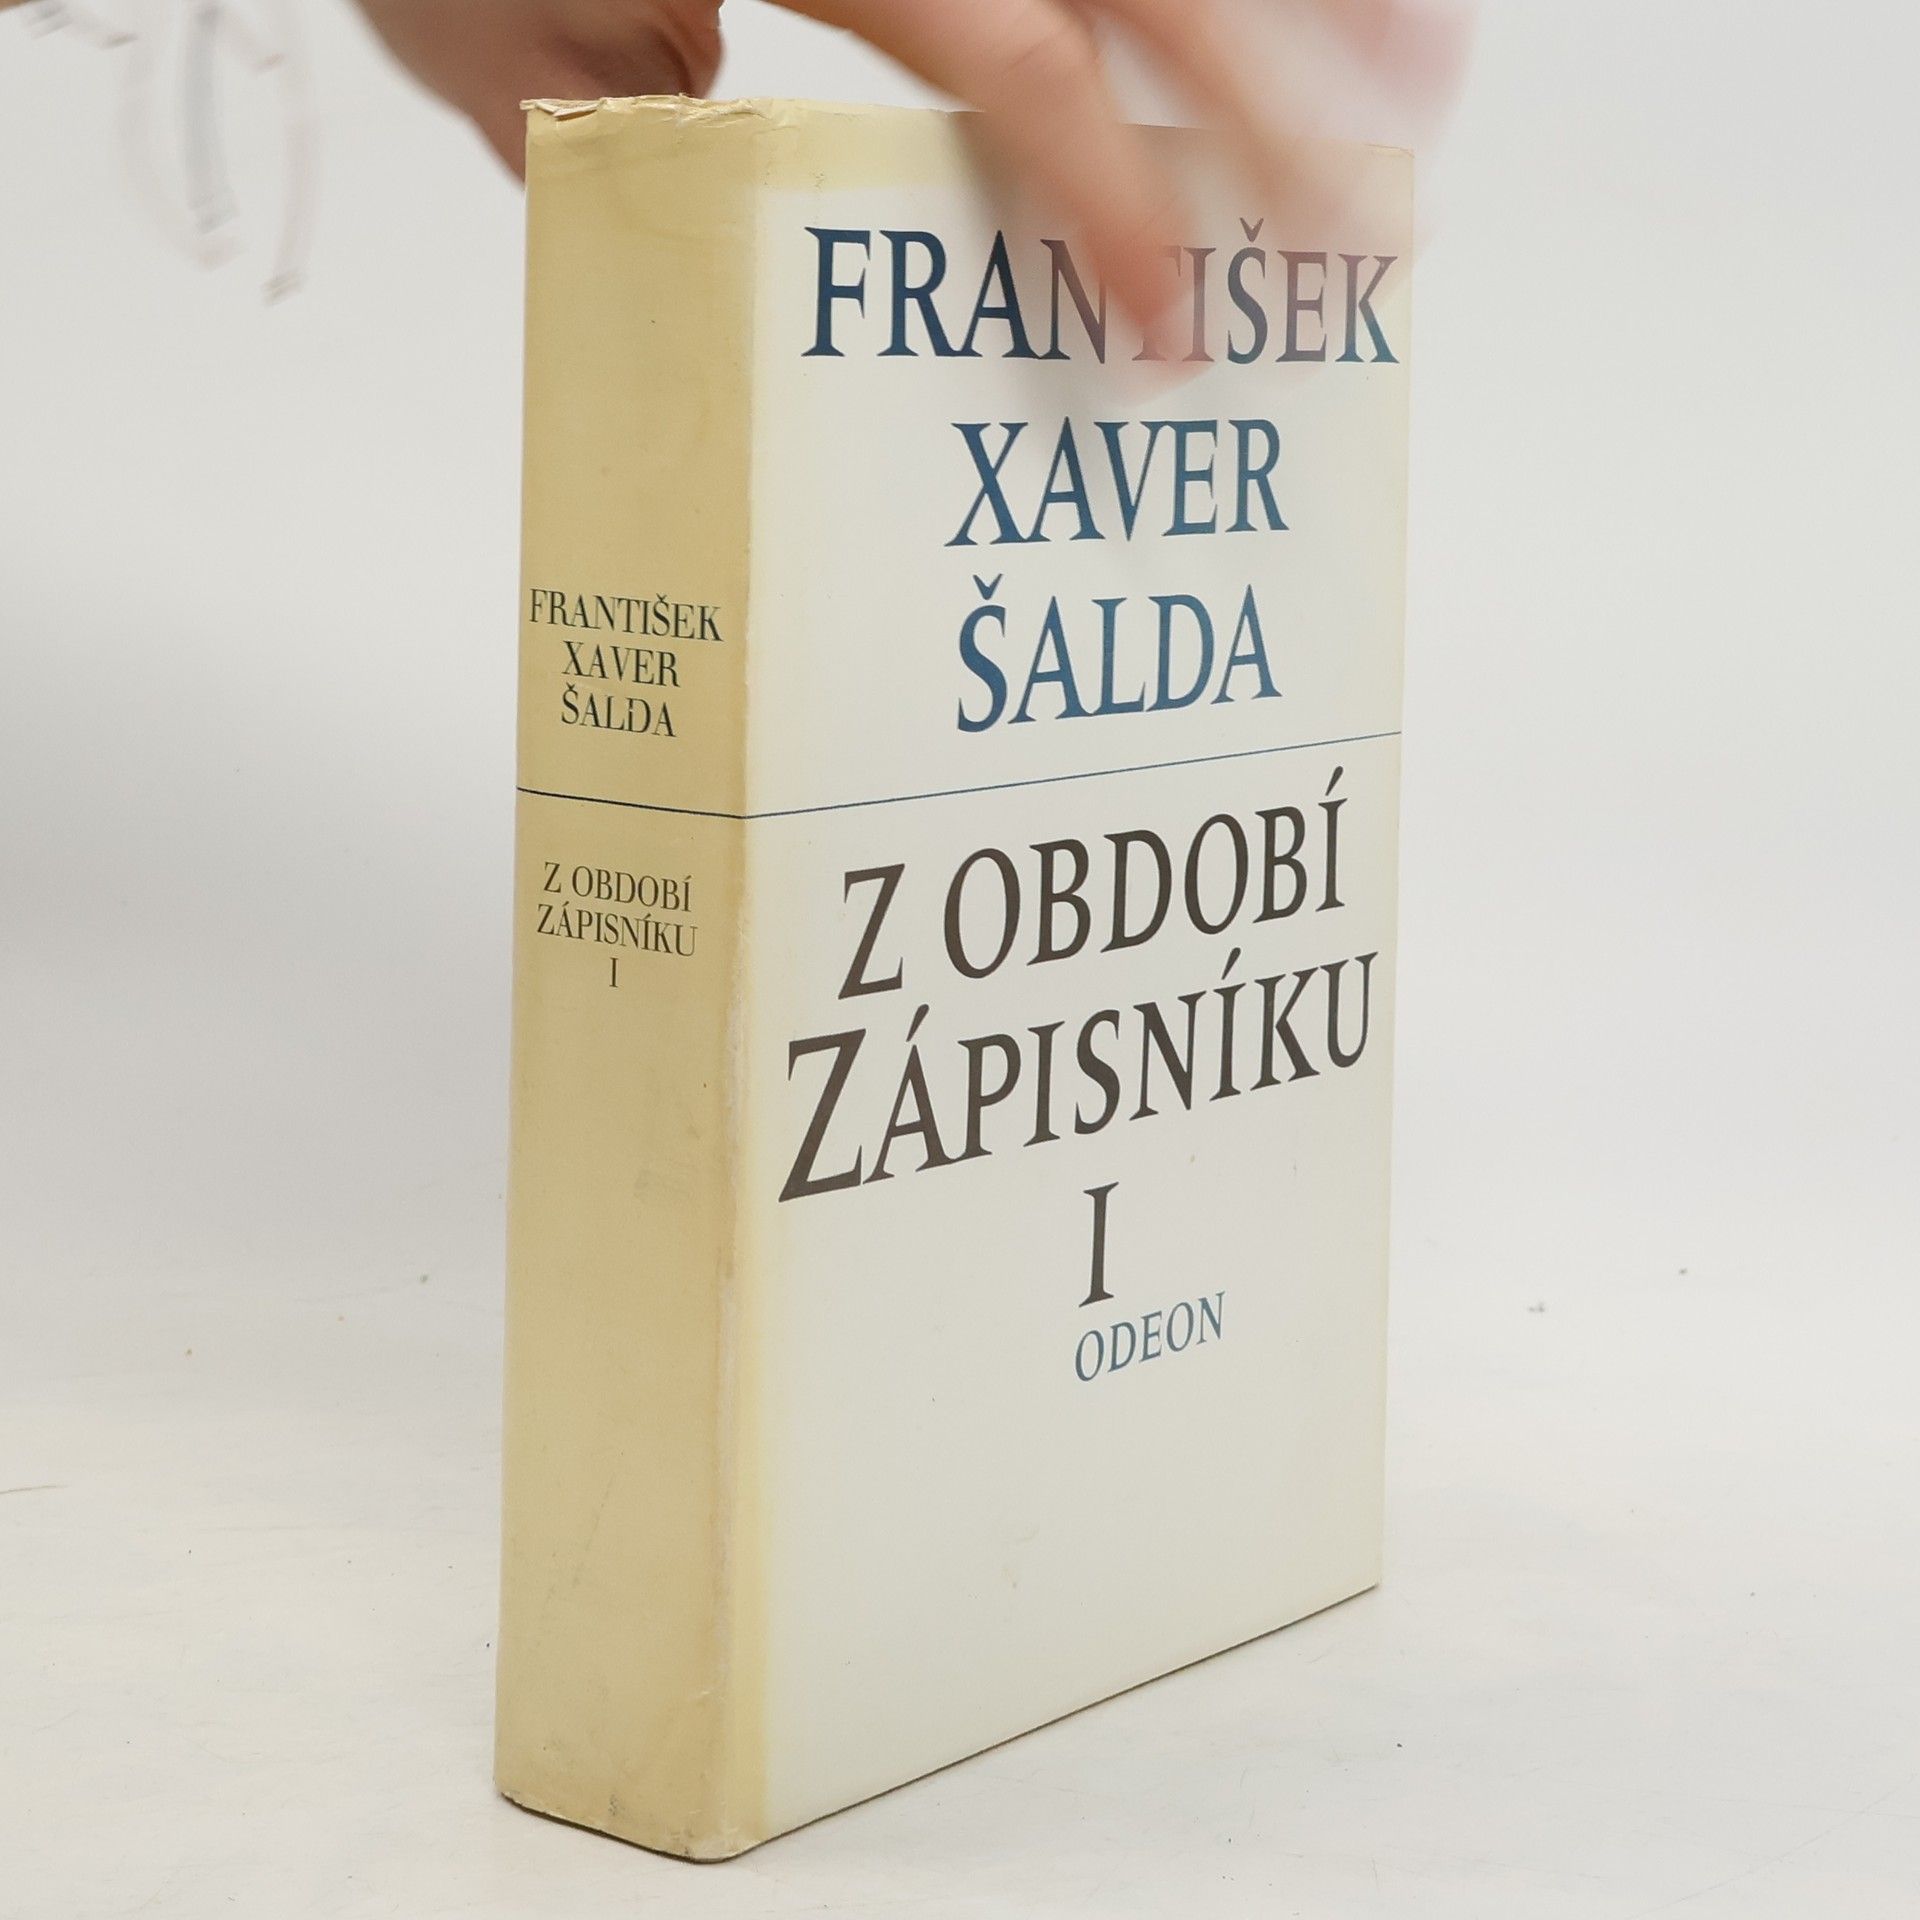 FRANTIŠEK
XAVER
ŠALDA
Z OBDOBÍ
ZÁPISNÍKU
I
FRANTIŠEK
XAVER
ŠALDA
Z OBDOBÍ
ZÁPISNÍKU
I
ODEON